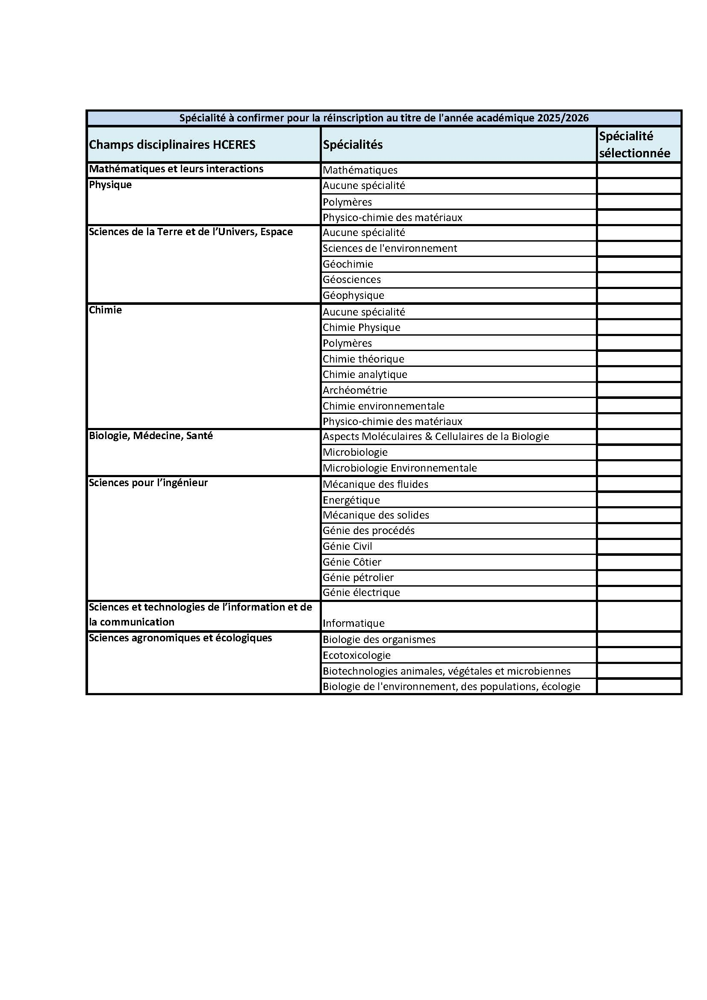 Spécialité à confirmer pour la réinscription au titre de l'année académique 2025/2026
Champs disciplinaires HCERES
Spécialités
Spécialité
sélectionnée
Mathématiques et leurs interactions
Mathématiques
Physique
Aucune spécialité
Polymères
Physico-chimie des matériaux
Sciences de la Terre et de l’Univers, Espace
Aucune spécialité
Sciences de l'environnement
Géochimie
Géosciences
Géophysique
Chimie
Aucune spécialité
Chimie Physique
Polymères
Chimie théorique
Chimie analytique
Archéométrie
Chimie environnementale
Physico-chimie des matériaux
Biologie, Médecine, Santé
Aspects Moléculaires & Cellulaires de la Biologie
Microbiologie
Microbiologie Environnementale
Sciences pour l’ingénieur
Mécanique des fluides
Energétique
Mécanique des solides
Génie des procédés
Génie Civil
Génie Côtier
Génie pétrolier
Génie électrique
Sciences et technologies de l’information et de
la communication
Informatique
Sciences agronomiques et écologiques
Biologie des organismes
Ecotoxicologie
Biotechnologies animales, végétales et microbiennes
Biologie de l'environnement, des populations, écologie